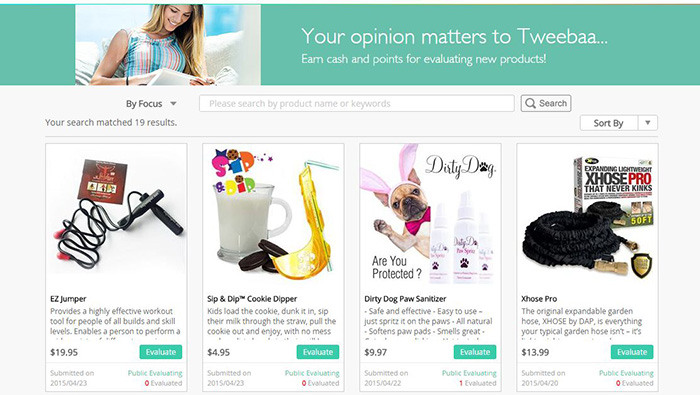 Your opinion matters to Tweebaa...
Earn cash and points for evaluating new products!
By Focus
Please search by product name or keywords
Search
Your search matched 19 results.
Sort By
EZ Jumper
Provides a highly effective workout
tool for people of all builds and skill
levels. Enables a person to perform a
$19.95
Evaluate
Submitted on
2015/04/23
Public Evaluating
0 Evaluated
SIP
&
DIP
Sip & Dip™ Cookie Dipper
Kids load the cookie, dunk it in, sip
their milk through the straw, pull the
cookie out and enjoy, with no mess
$4.95
Evaluate
Submitted on
2015/04/23
Public Evaluating
0 Evaluated
Dirty Dog.
Are You
Protected ?
Dirty Dog
Paw Spritz
Dirty Dog Paw Sanitizer
- Safe and effective - Easy to use –
just spritz it on the paws - All natural
- Softens paw pads - Smells great -
$9.97
Evaluate
Submitted on
2015/04/22
Public Evaluating
1 Evaluated
EXPANDING LIGHTWEIGHT
XHOSE PRO
THAT NEVER KINKS
50FT
Xhose Pro
The original expandable garden
hose, XHOSE by DAP, is everything
your typical garden hose isn't – it's
$13.99
Evaluate
Submitted on
2015/04/20
Public Evaluating
0 Evaluated